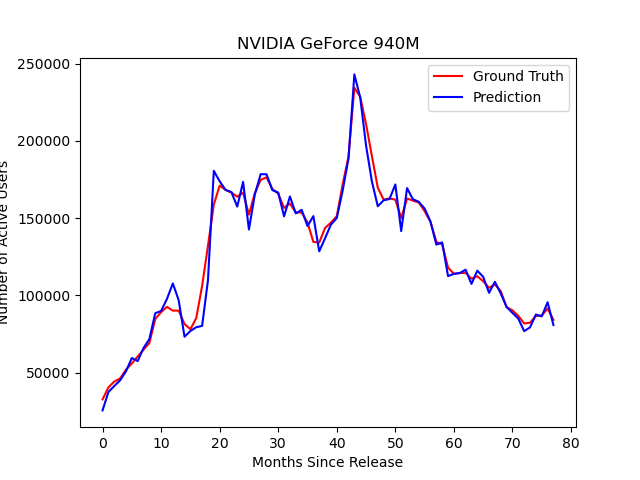 NVIDIA GeForce 940M
Number of Active Users
250000
200000
150000
100000
50000
Ground Truth
Prediction
0 10 20 30 40 50 60 70 80
Months Since Release